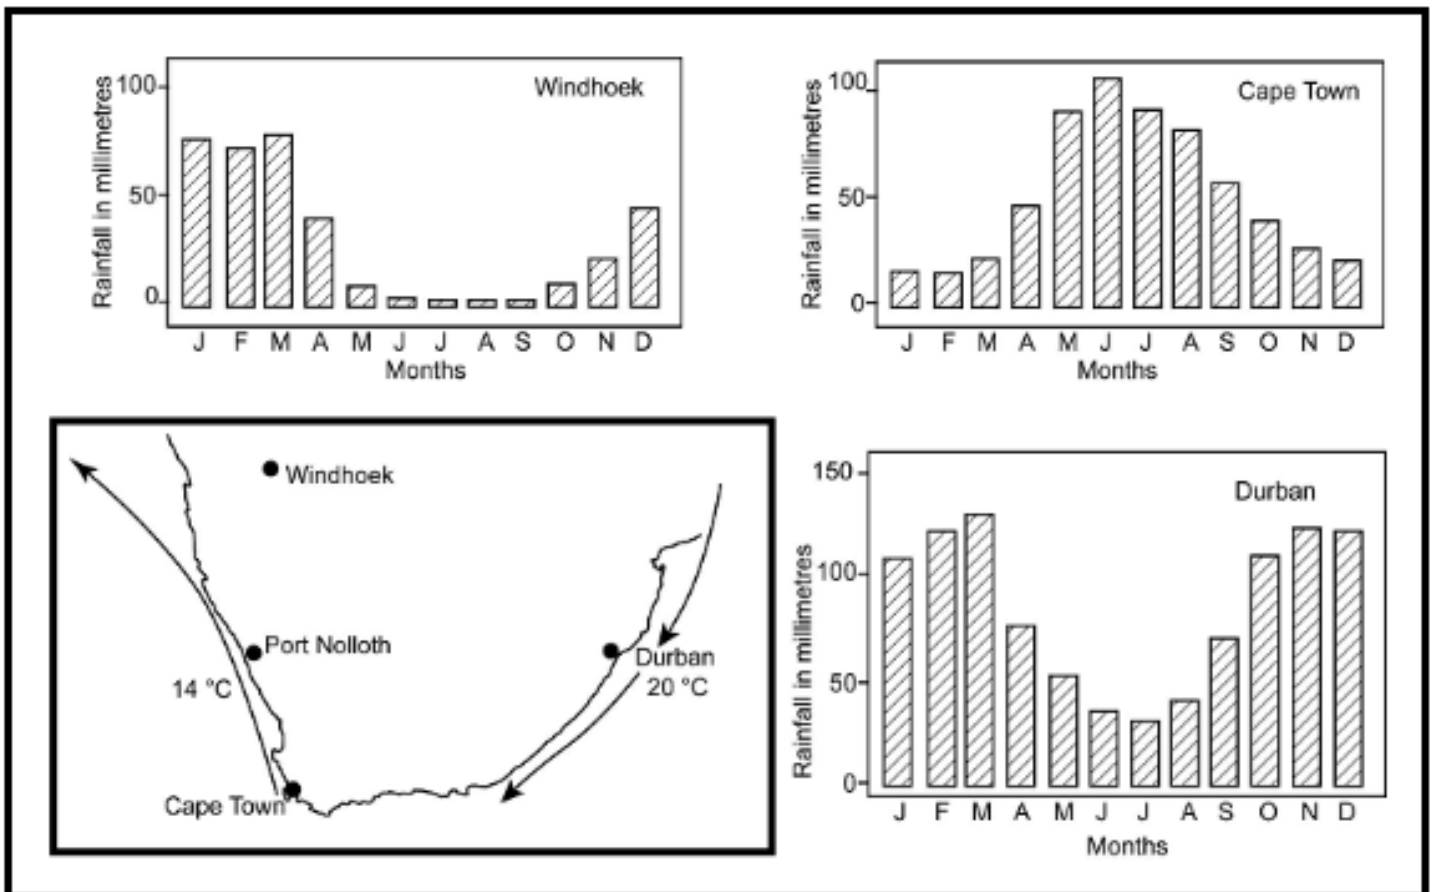 Windhoek
Rainfall in millimetres
100
50
0
J F M A M J J A S O N D
Months
Cape Town
Rainfall in millimetres
100
50
0
J F M A M J J A S O N D
Months
Windhoek
Port Nolloth
14 °C
Durban
20 °C
Cape Town
Durban
Rainfall in millimetres
150
100
50
0
J F M A M J J A S O N D
Months